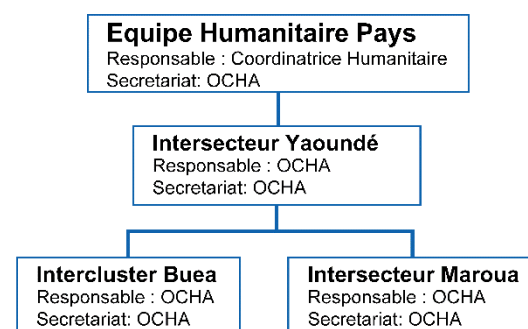 Equipe Humanitaire Pays
Responsable : Coordinatrice Humanitaire
Secretariat: OCHA
Intersecteur Yaoundé
Responsable : OCHA
Secretariat: OCHA
Intercluster Buea
Responsable : OCHA
Secretariat: OCHA
Intersecteur Maroua
Responsable : OCHA
Secretariat: OCHA